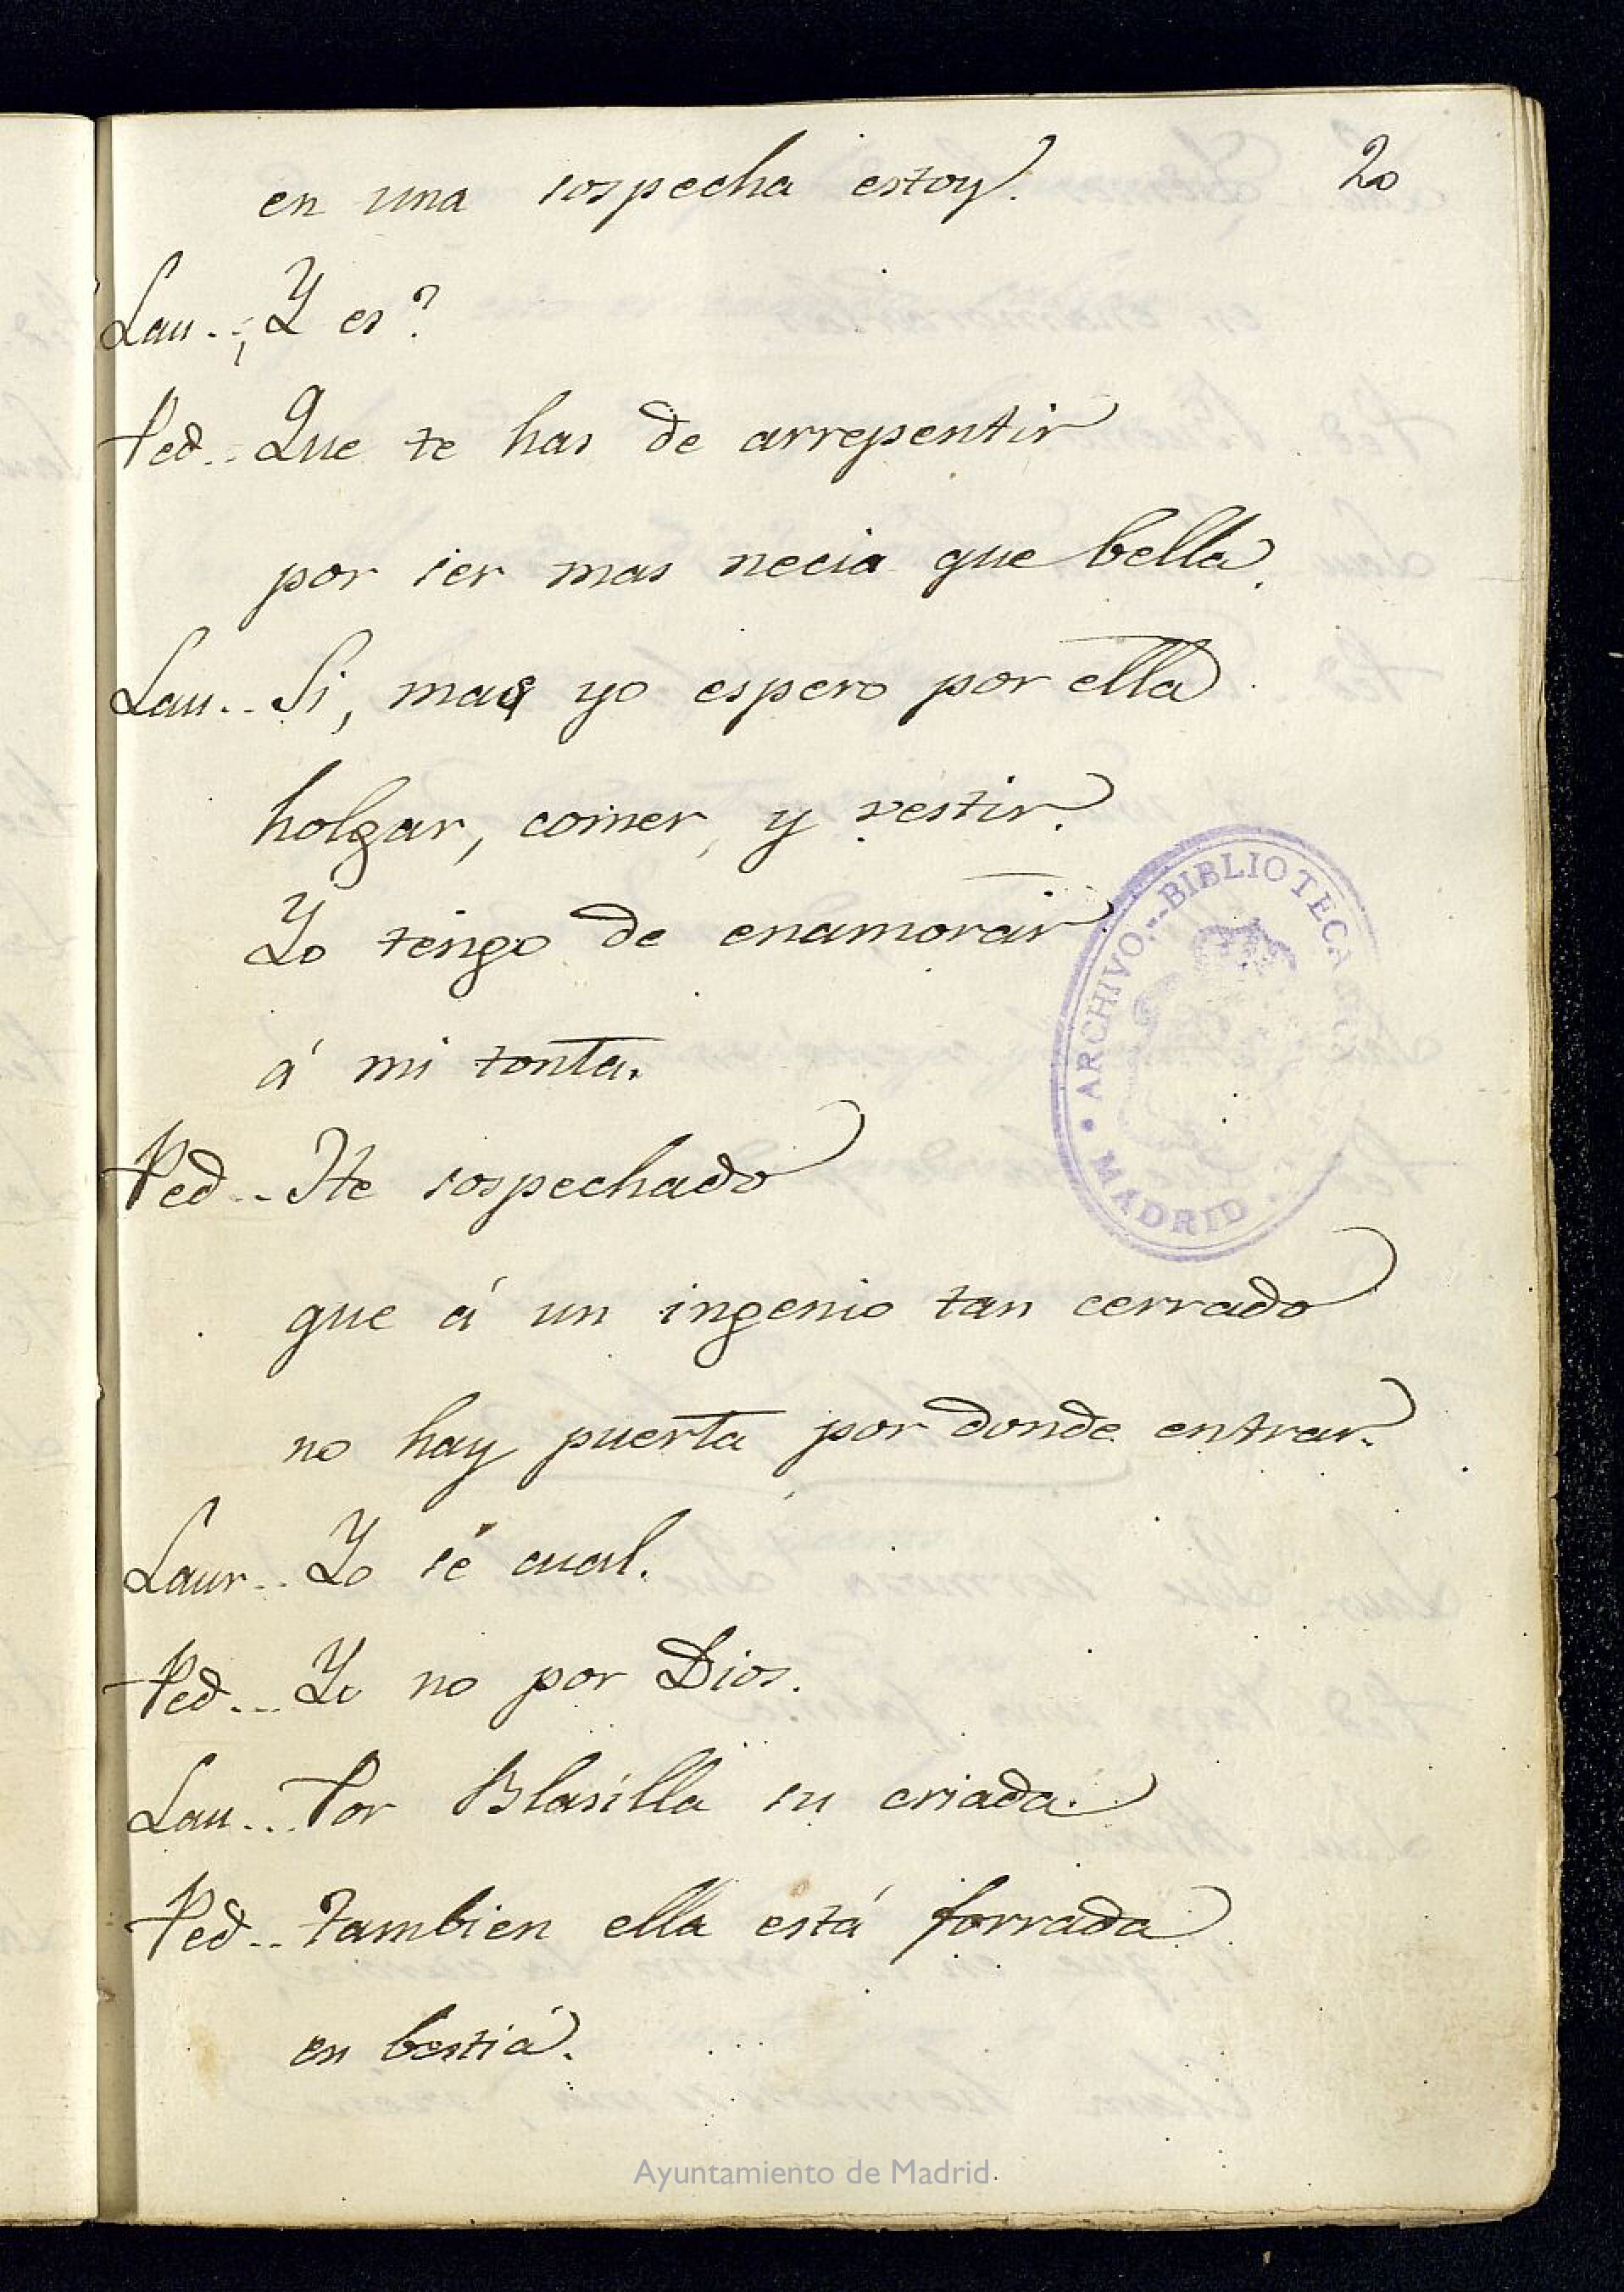 en una sospecha estoy. 20
Lau.. ¿Y es?
Ped.. Que te has de arrepentir
por ser mas necia que bella.
Lau.. Si, mas yo espero por ella
holgar, comer, y vestir.
Yo tengo de enamorar
á mi tonta.
Ped.. He sospechado
que á un ingenio tan cerrado
no hay puerta por donde entrar.
Laur.. Yo sé cual.
Ped... Yo no por Dios.
Lau... Por Blasilla su criada.
Ped.. Tambien ella está forrada
en bestia.
ARCHIVO--BIBLIOTECA
MADRID
Ayuntamiento de Madrid